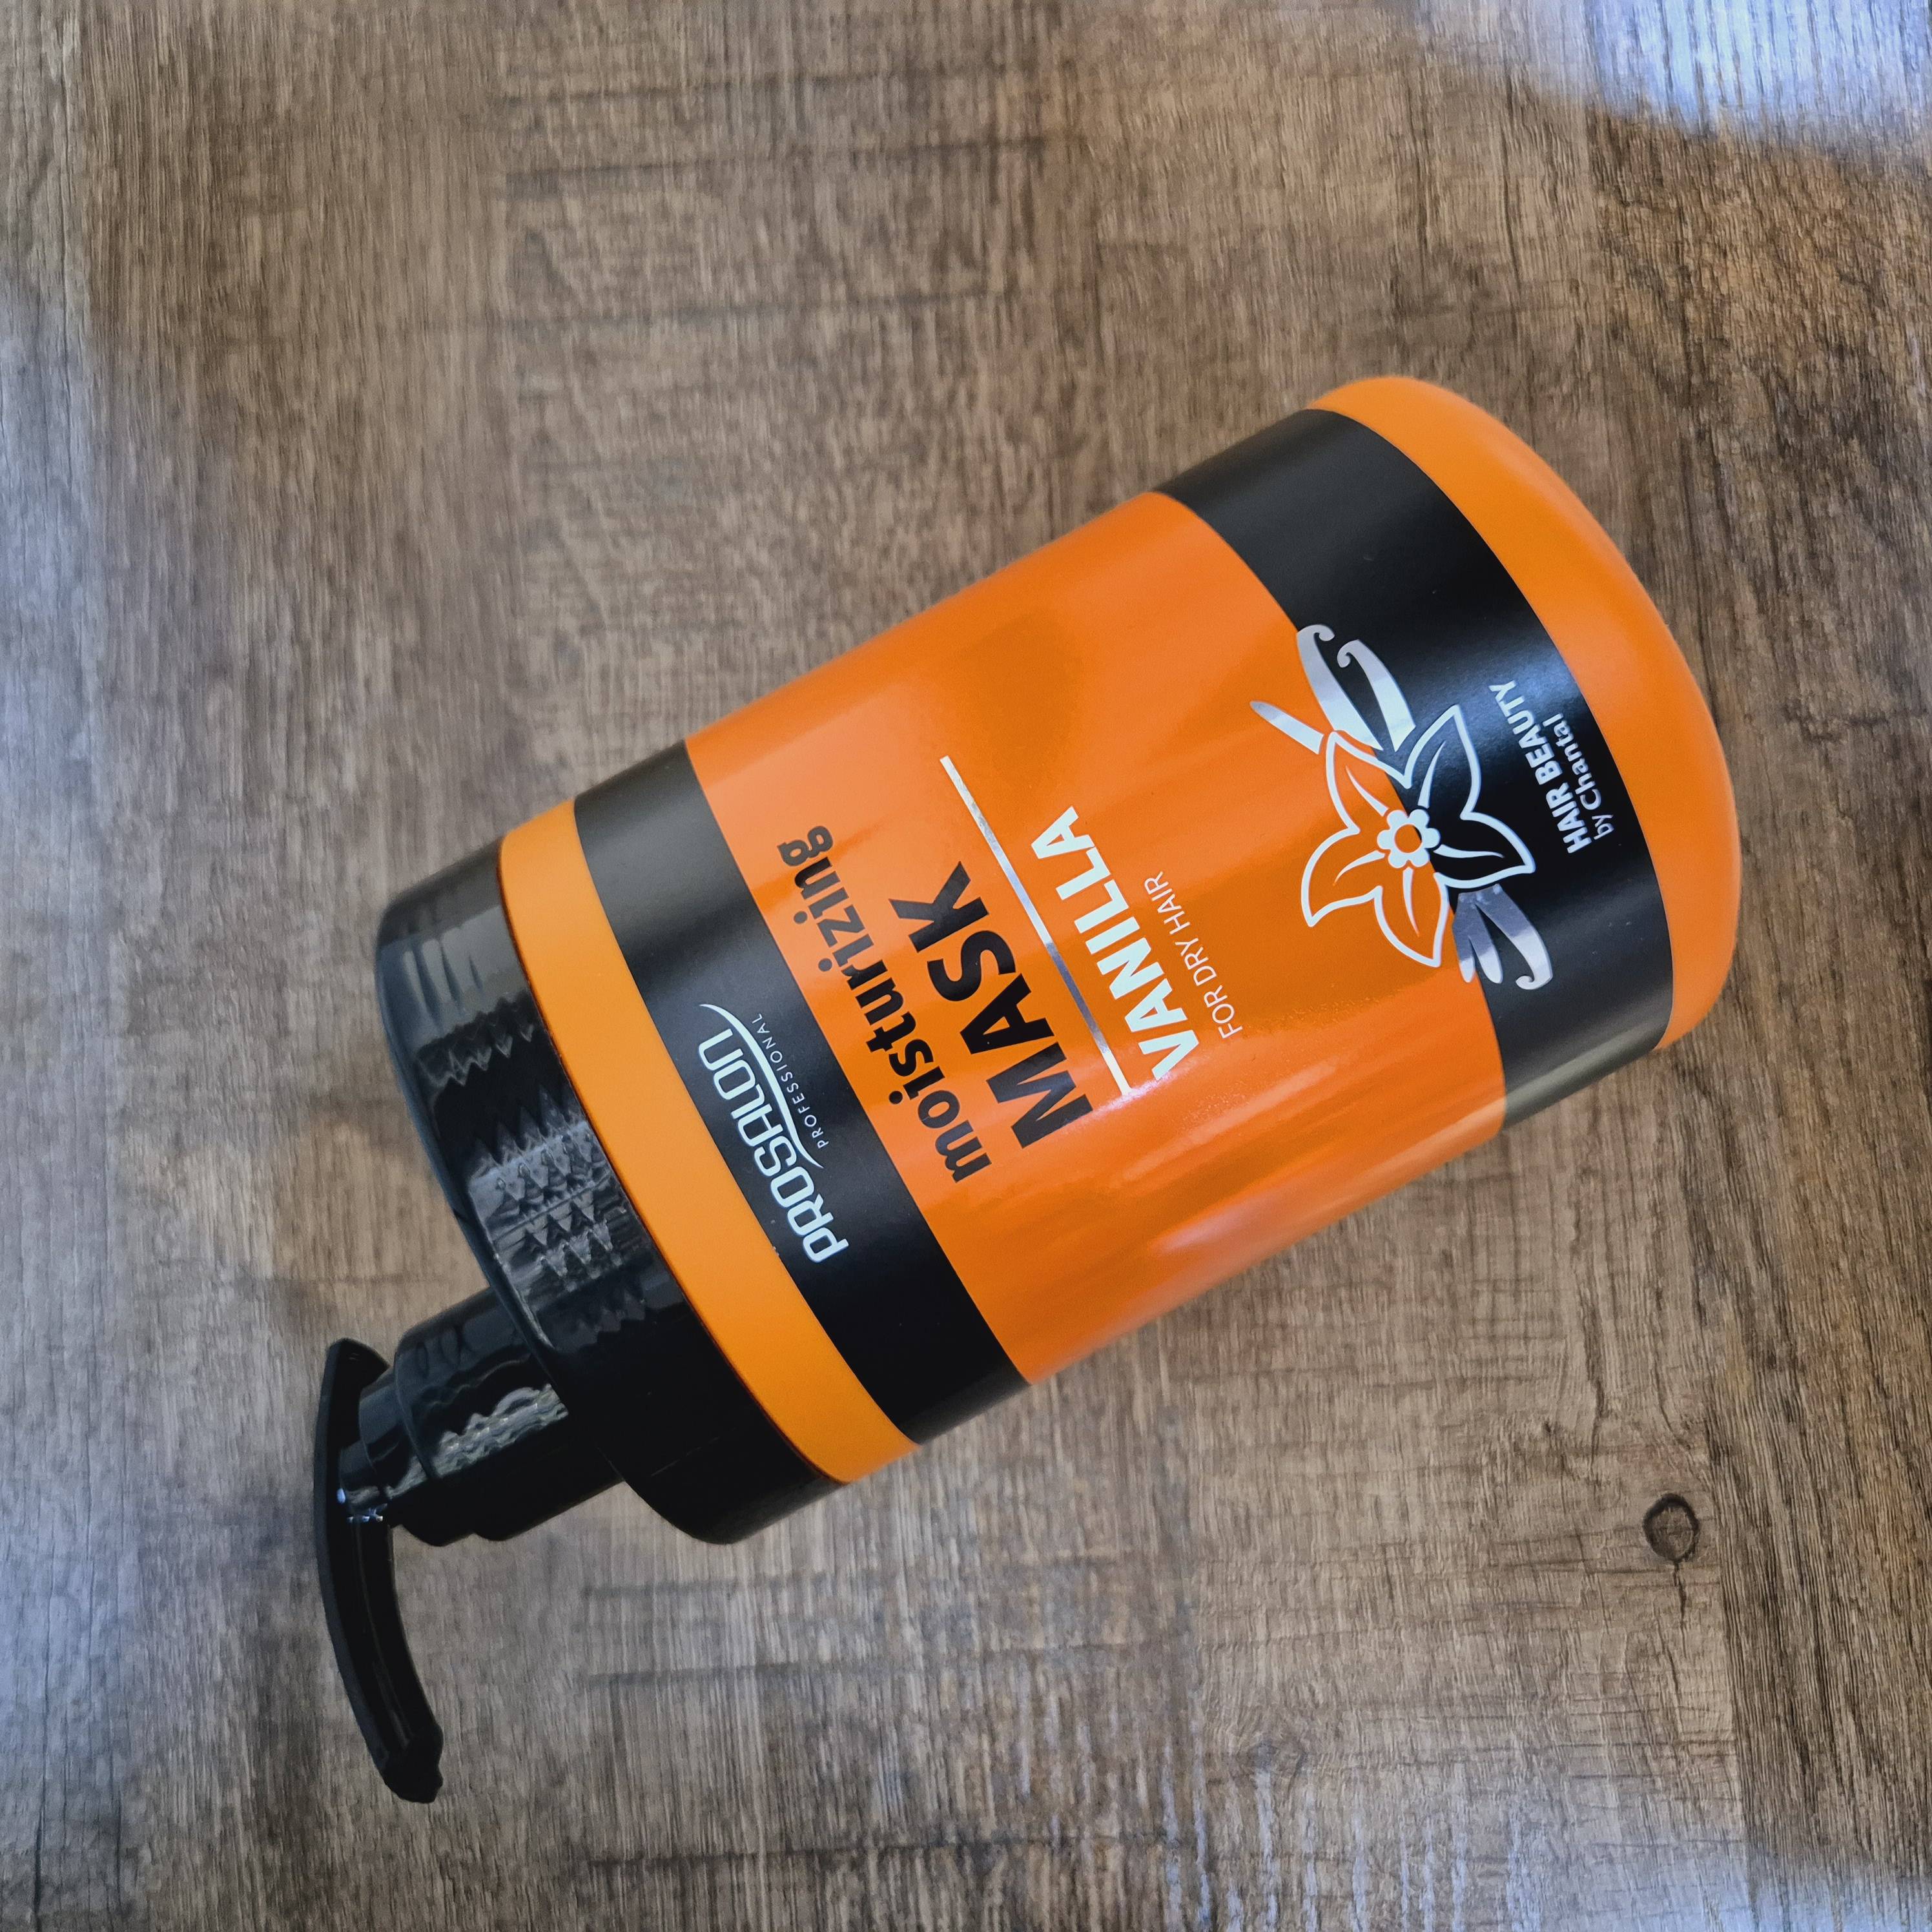 PROSALON
PROFESSIONAL
moisturizing
MASK
VANILLA
FOR DRY HAIR
HAIR BEAUTY
by Chantal